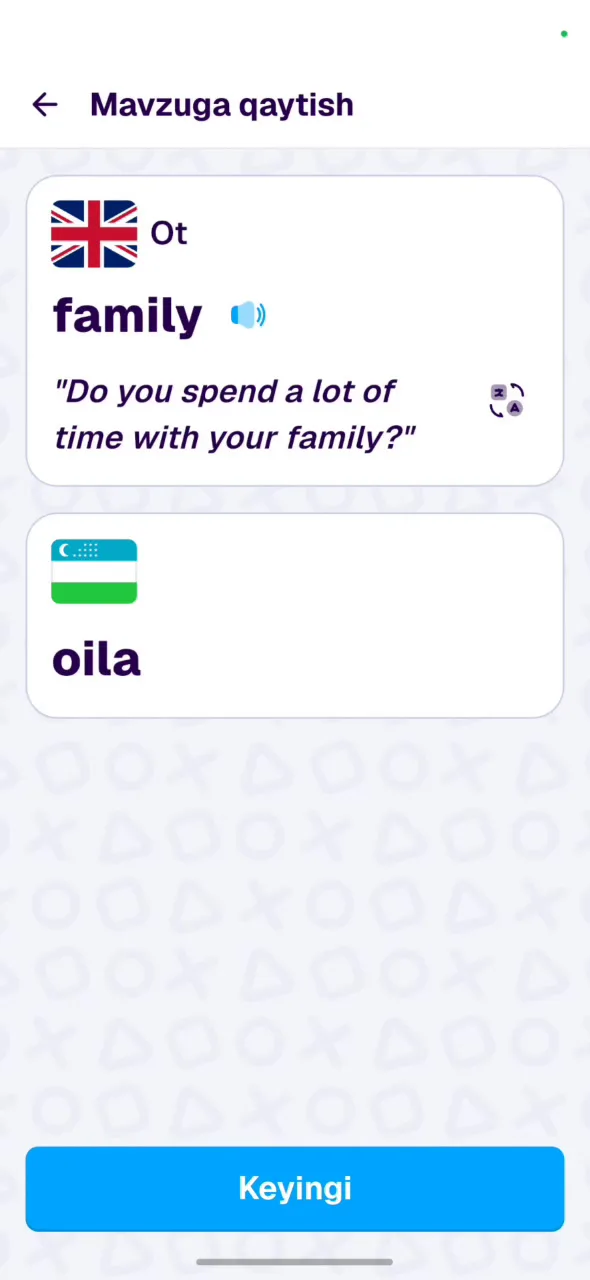 Mavzuga qaytish
Ot
family
"Do you spend a lot of
time with your family?"
oila
Keyingi